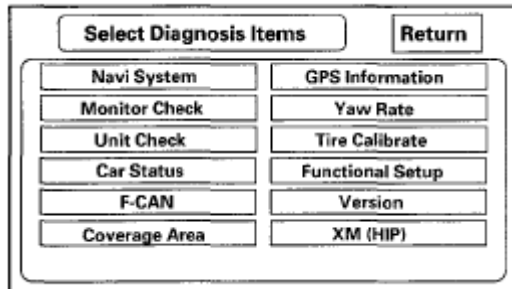 Select Diagnosis Items Return
Navi System GPS Information
Monitor Check Yaw Rate
Unit Check Tire Calibrate
Car Status Functional Setup
F-CAN Version
Coverage Area XM (HIP)